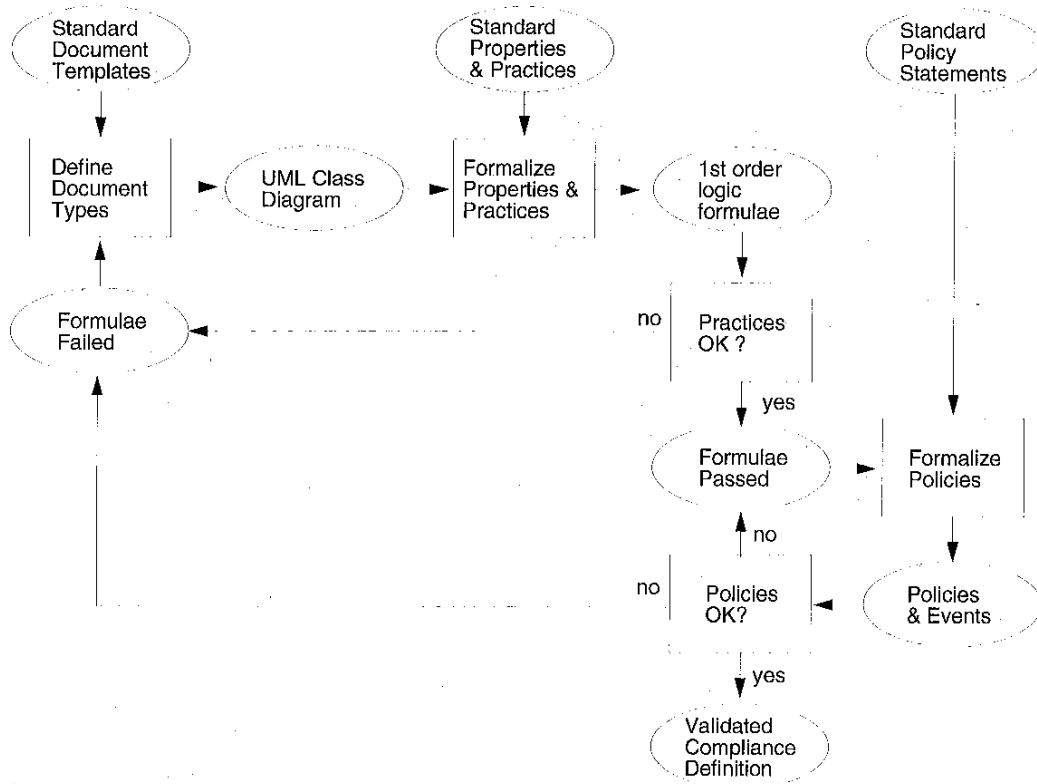 Standard
Document
Templates
Standard
Properties
& Practices
Standard
Policy
Statements
Define
Document
Types
UML Class
Diagram
Formalize
Properties &
Practices
1st order
logic
formulae
Formulae
Failed
no
Practices
OK ?
yes
Formulae
Passed
Formalize
Policies
no
no
Policies
OK?
Policies
& Events
yes
Validated
Compliance
Definition